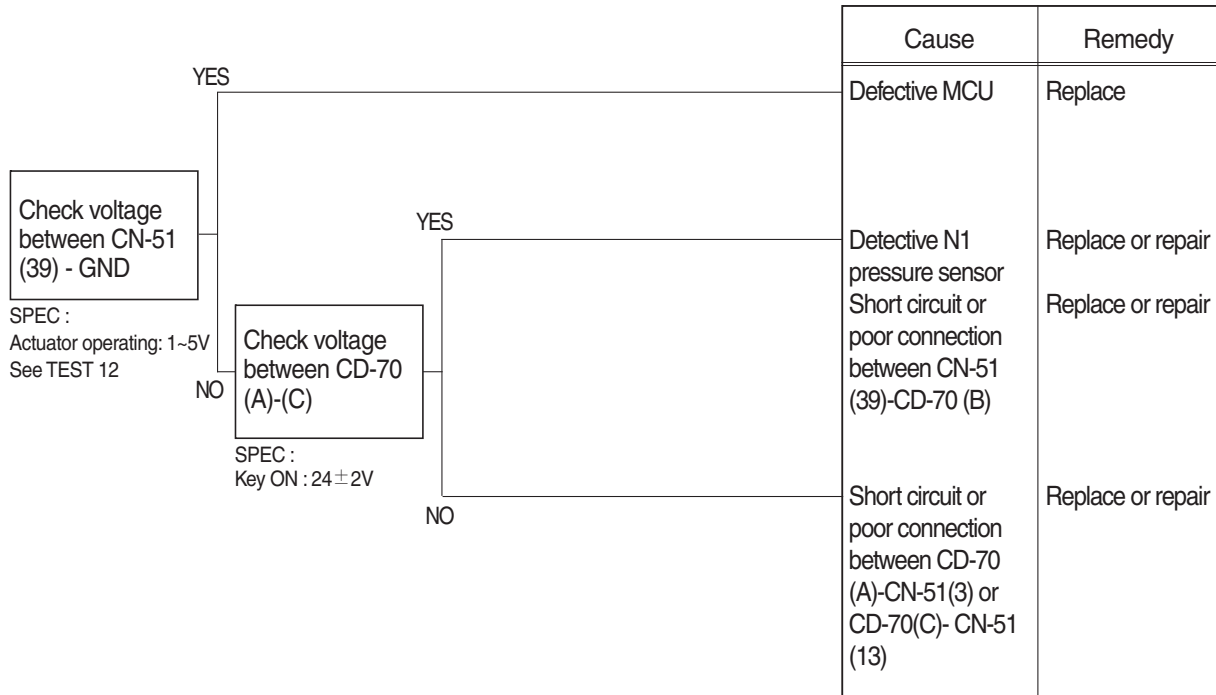 Cause
Remedy
YES
Defective MCU
Replace
Check voltage
between CN-51
(39) - GND
SPEC :
Actuator operating: 1~5V
See TEST 12
NO
YES
Detective N1
pressure sensor
Replace or repair
Short circuit or
poor connection
between CN-51
(39)-CD-70 (B)
Replace or repair
Check voltage
between CD-70
(A)-(C)
SPEC :
Key ON : 24±2V
NO
Short circuit or
poor connection
between CD-70
(A)-CN-51(3) or
CD-70(C)- CN-51
(13)
Replace or repair